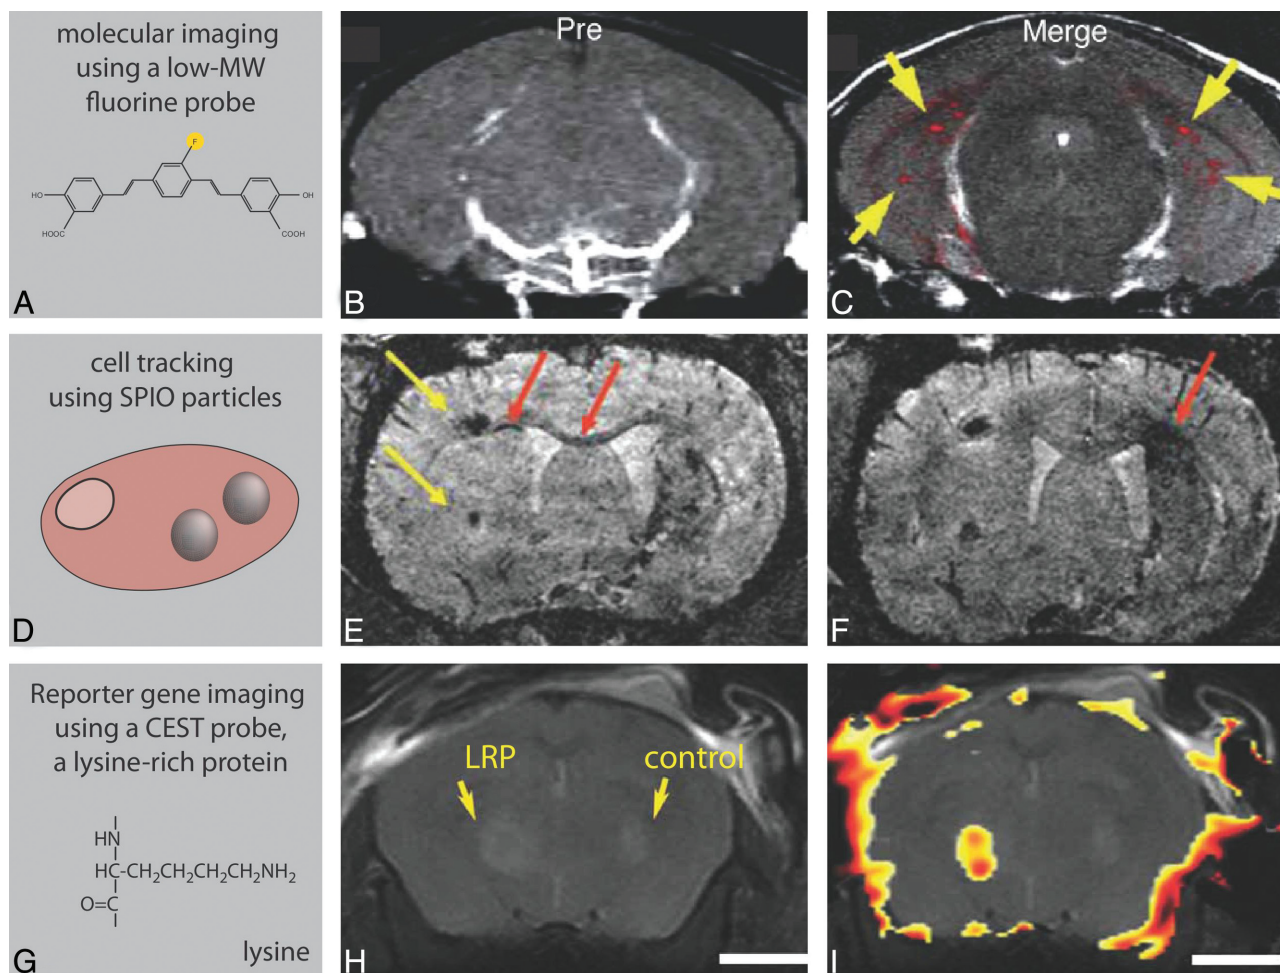 molecular imaging
using a low-MW
fluorine probe
F
HO
OH
HOOC
COOH
A
Pre
B
Merge
C
cell tracking
using SPIO particles
D
E
F
Reporter gene imaging
using a CEST probe,
a lysine-rich protein
HN
HC-CH₂CH₂CH₂CH₂NH₂
O=C
lysine
G
LRP
control
H
I